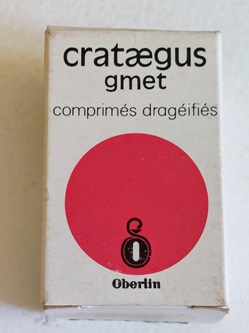 cratægus
gmet
comprimés dragéifiés
Oberlin